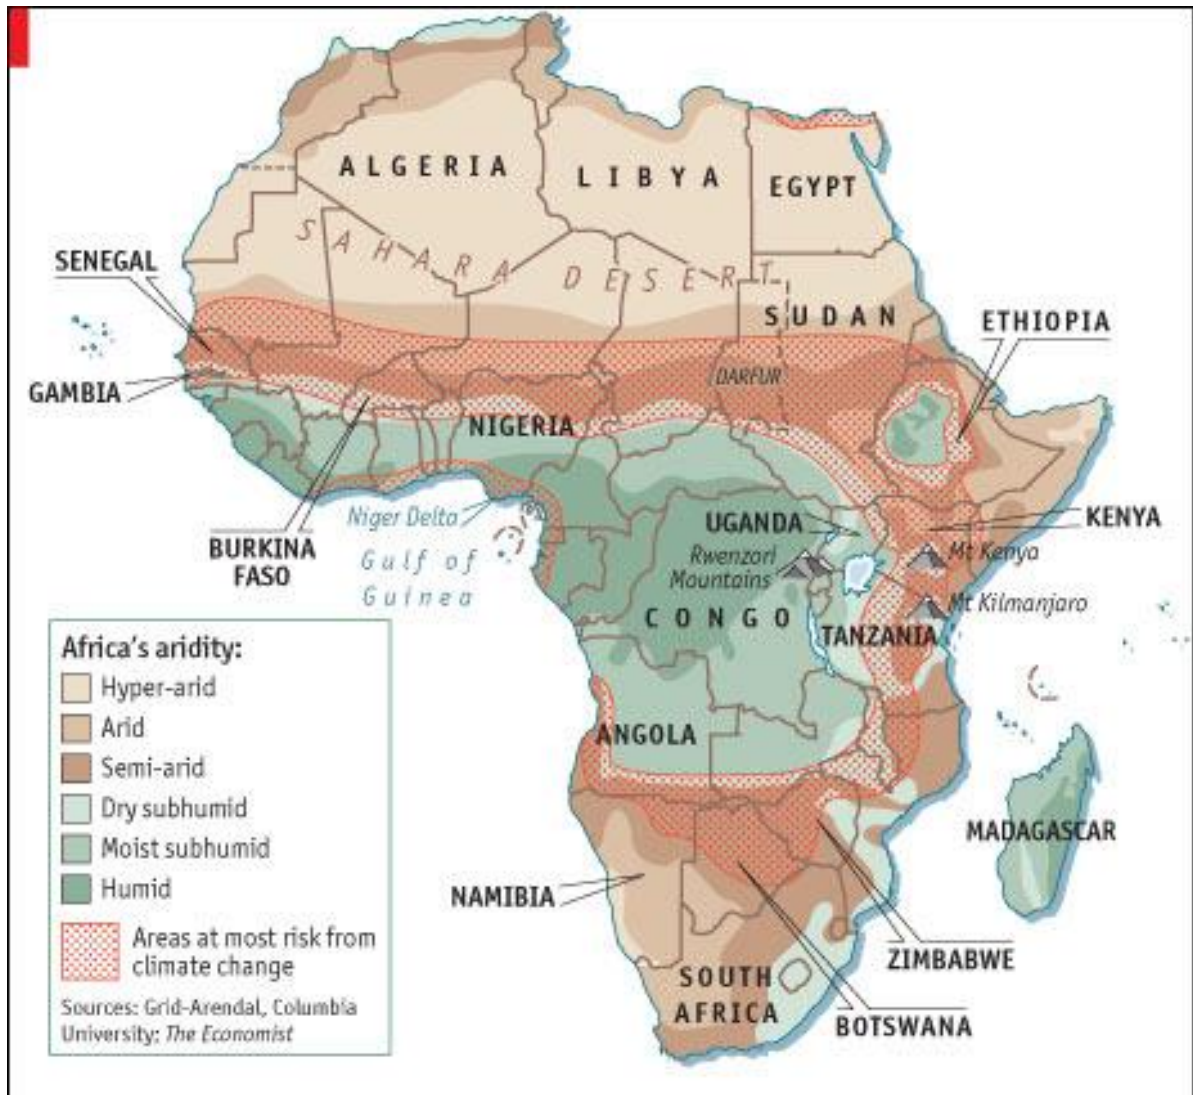 ALGERIA
LIBYA
EGYPT
SAHARA DESERT
SENEGAL
SUDAN
ETHIOPIA
GAMBIA
DARFUR
NIGERIA
Niger Delta
UGANDA
KENYA
BURKINA
FASO
Gulf of
Guinea
Rwenzori
Mountains
Mt Kenya
CONGO
Mt Kilmanjaro
TANZANIA
Africa's aridity:
Hyper-arid
Arid
Semi-arid
Dry subhumid
Moist subhumid
Humid
Areas at most risk from
climate change
Sources: Grid-Arendal, Columbia
University; The Economist
ANGOLA
MADAGASCAR
NAMIBIA
ZIMBABWE
SOUTH
AFRICA
BOTSWANA